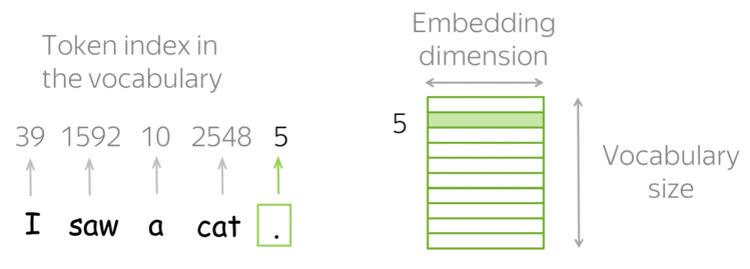 Token index in
the vocabulary
39 1592 10 2548 5
I saw a cat .
Embedding
dimension
5
Vocabulary
size